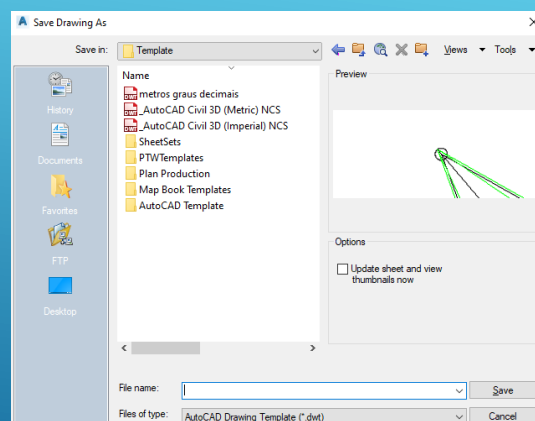 Save Drawing As
Save in: Template Views Tools
Name
metros graus decimais
_AutoCAD Civil 3D (Metric) NCS
_AutoCAD Civil 3D (Imperial) NCS
SheetSets
PTWTemplates
Plan Production
Map Book Templates
AutoCAD Template
History
Documents
Favorites
FTP
Desktop
Preview
Options
Update sheet and view
thumbnails now
File name: Save
Files of type: AutoCAD Drawing Template (*.dwt) Cancel